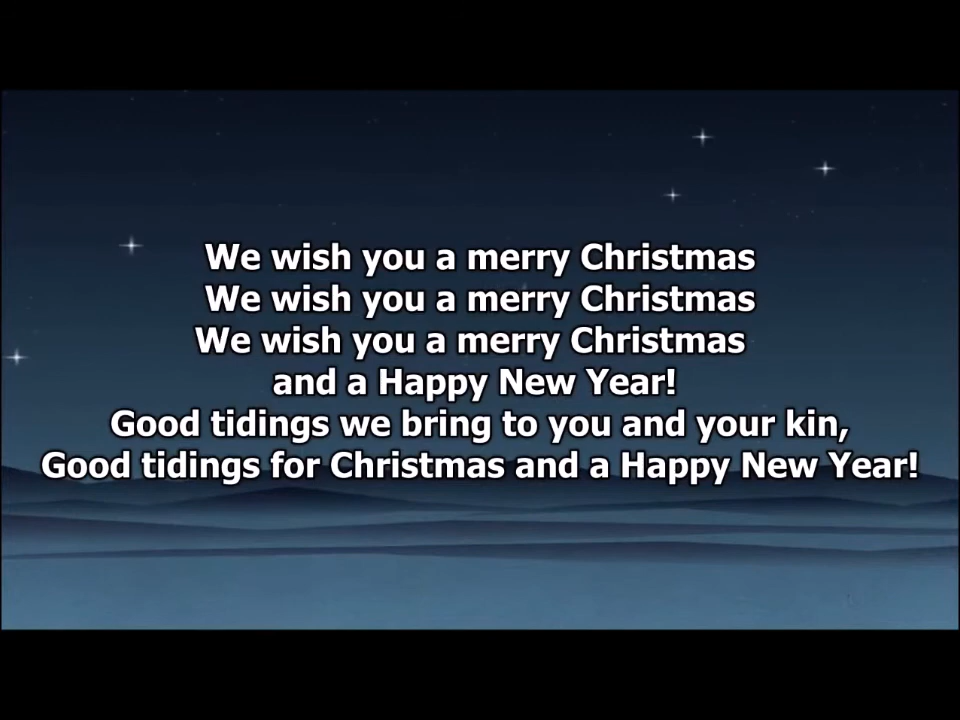 We wish you a merry Christmas
We wish you a merry Christmas
We wish you a merry Christmas
and a Happy New Year!
Good tidings we bring to you and your kin,
Good tidings for Christmas and a Happy New Year!